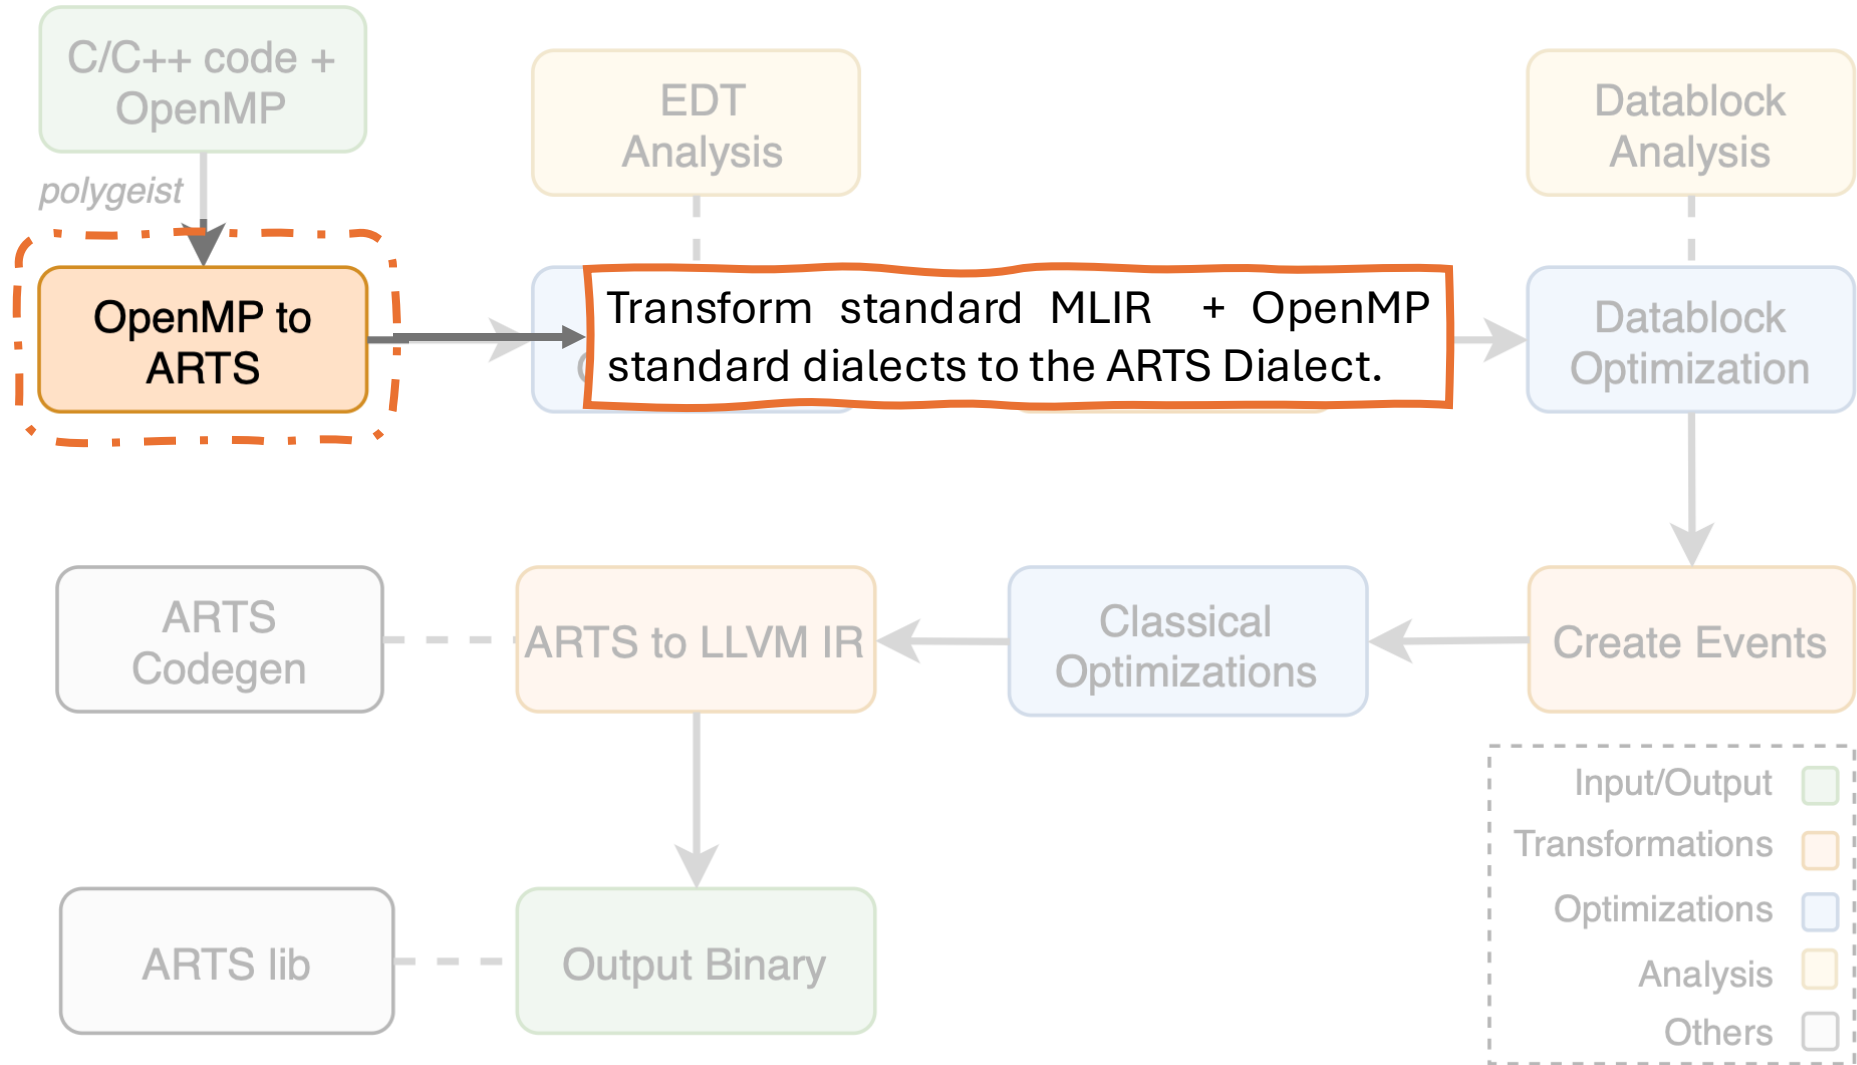 C/C++ code +
OpenMP
polygeist
EDT
Analysis
Datablock
Analysis
OpenMP to
ARTS
Transform standard MLIR + OpenMP
standard dialects to the ARTS Dialect.
Datablock
Optimization
ARTS
Codegen
ARTS to LLVM IR
Classical
Optimizations
Create Events
Input/Output
Transformations
Optimizations
Analysis
Others
ARTS lib
Output Binary